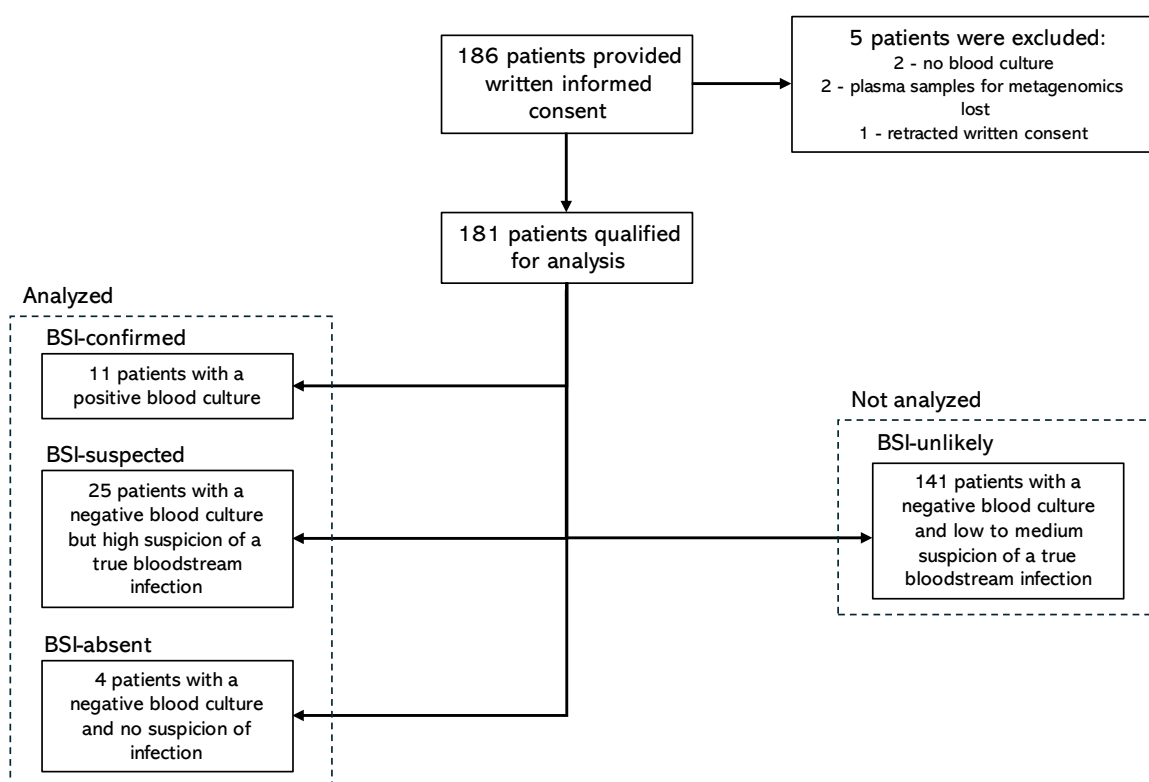 186 patients provided
written informed
consent
5 patients were excluded:
2 - no blood culture
2 - plasma samples for metagenomics
lost
1 - retracted written consent
181 patients qualified
for analysis
Analyzed
BSI-confirmed
11 patients with a
positive blood culture
BSI-suspected
25 patients with a
negative blood culture
but high suspicion of a
true bloodstream
infection
BSI-absent
4 patients with a
negative blood culture
and no suspicion of
infection
Not analyzed
BSI-unlikely
141 patients with a
negative blood culture
and low to medium
suspicion of a true
bloodstream infection